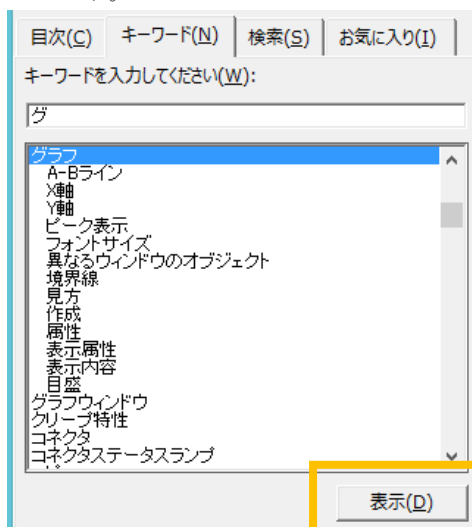 目次(C) キーワード(N) 検索(S) お気に入り(I)
キーワードを入力してください(W):
グ
グラフ
A-Bライン
X軸
Y軸
ピーク表示
フォントサイズ
異なるウィンドウのオブジェクト
境界線
見方
作成
属性
表示属性
表示内容
目盛
グラフウィンドウ
クリープ特性
コネクタ
コネクタステータスランプ
表示(D)